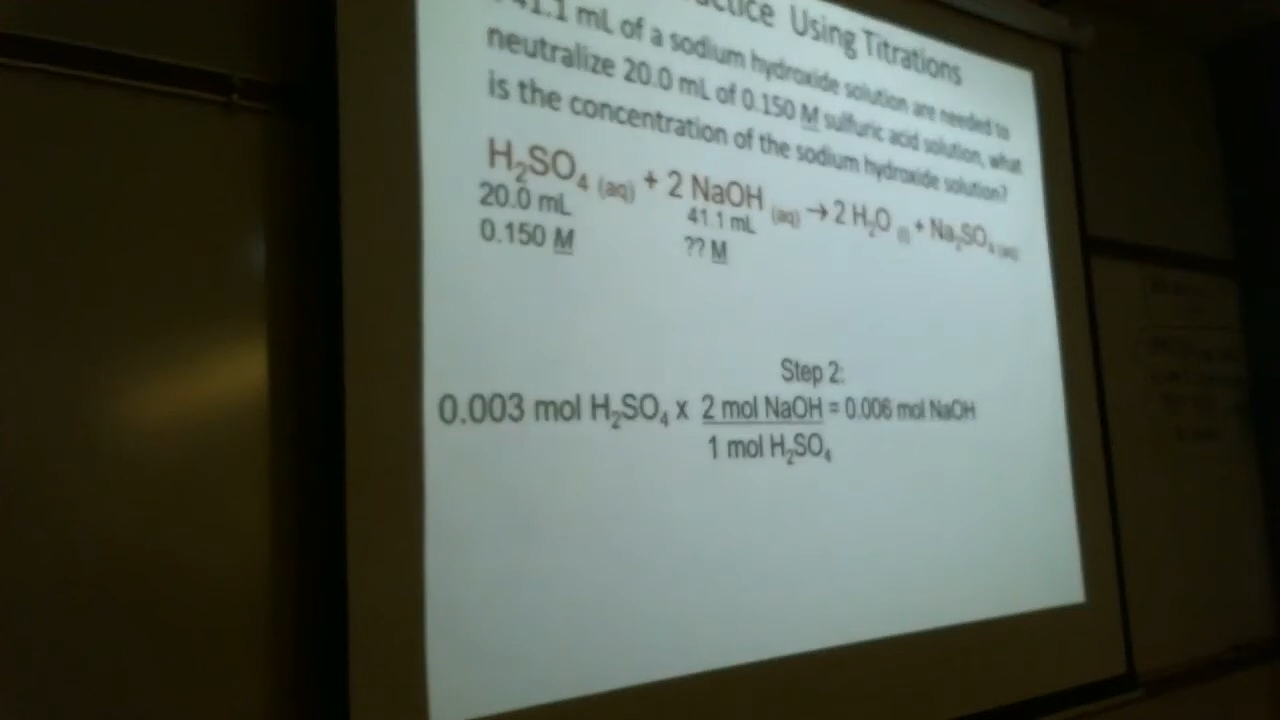 Using Titrations
41.1 mL of a sodium hydroxide solution are needed to
neutralize 20.0 mL of 0.150 M sulfuric acid solution, what
is the concentration of the sodium hydroxide solution?
H₂SO₄ (aq) + 2 NaOH (aq) → 2 H₂O (l) + Na₂SO₄ (aq)
20.0 mL 41.1 mL
0.150 M ?? M
Step 2:
0.003 mol H₂SO₄ x 2 mol NaOH = 0.006 mol NaOH
1 mol H₂SO₄